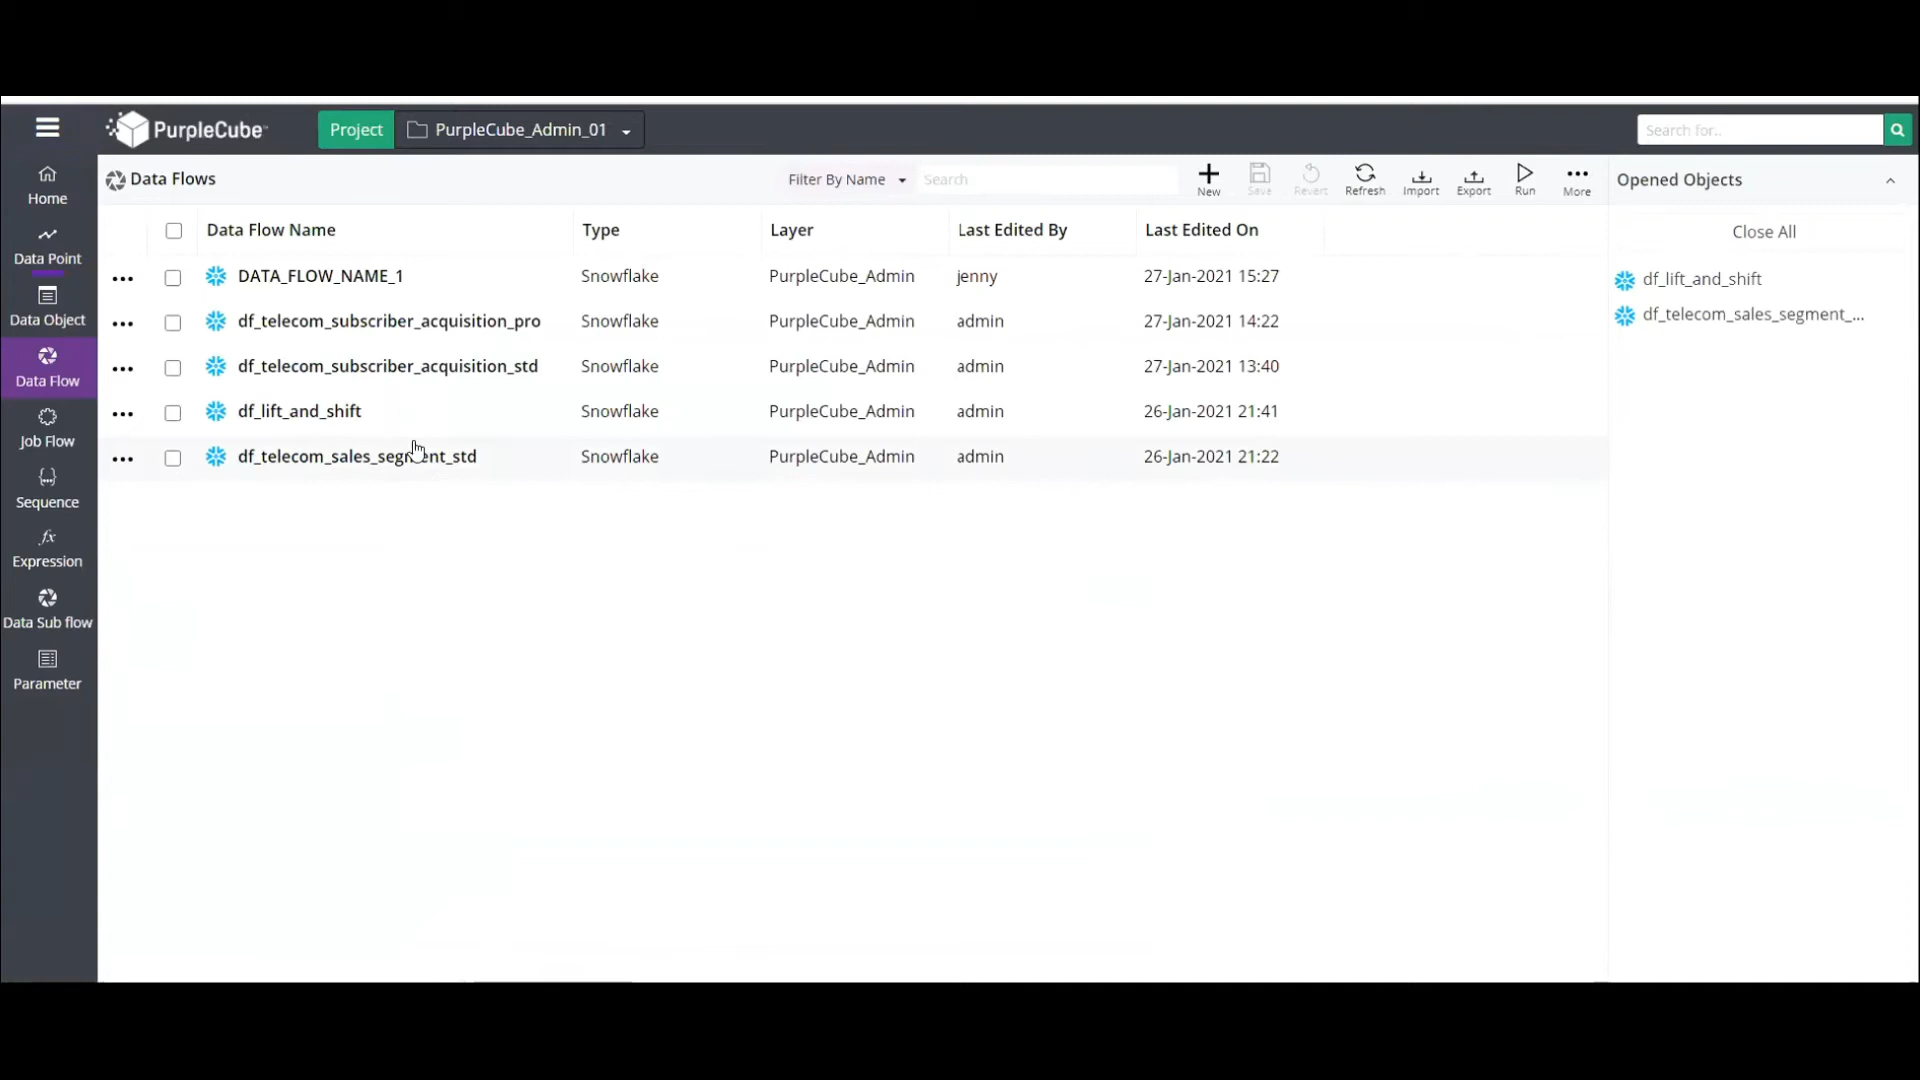 PurpleCube
Project PurpleCube_Admin_01
Search for..
Home
Data Point
Data Object
Data Flow
Job Flow
Sequence
fx
Expression
Data Sub flow
Parameter
Data Flows
Filter By Name
Search
New
Save
Revert
Refresh
Import
Export
Run
More
Data Flow Name Type Layer Last Edited By Last Edited On
DATA_FLOW_NAME_1 Snowflake PurpleCube_Admin jenny 27-Jan-2021 15:27
df_telecom_subscriber_acquisition_pro Snowflake PurpleCube_Admin admin 27-Jan-2021 14:22
df_telecom_subscriber_acquisition_std Snowflake PurpleCube_Admin admin 27-Jan-2021 13:40
df_lift_and_shift Snowflake PurpleCube_Admin admin 26-Jan-2021 21:41
df_telecom_sales_segment_std Snowflake PurpleCube_Admin admin 26-Jan-2021 21:22
Opened Objects
Close All
df_lift_and_shift
df_telecom_sales_segment_...